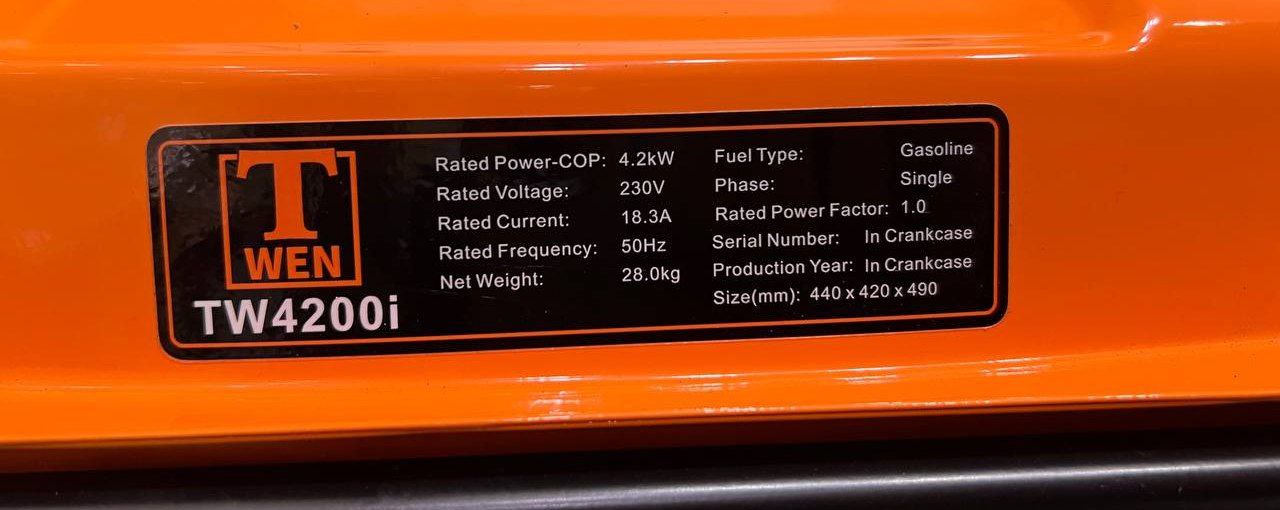 T
WEN
TW4200i
Rated Power-COP: 4.2kW
Rated Voltage: 230V
Rated Current: 18.3A
Rated Frequency: 50Hz
Net Weight: 28.0kg
Fuel Type: Gasoline
Phase: Single
Rated Power Factor: 1.0
Serial Number: In Crankcase
Production Year: In Crankcase
Size(mm): 440 x 420 x 490